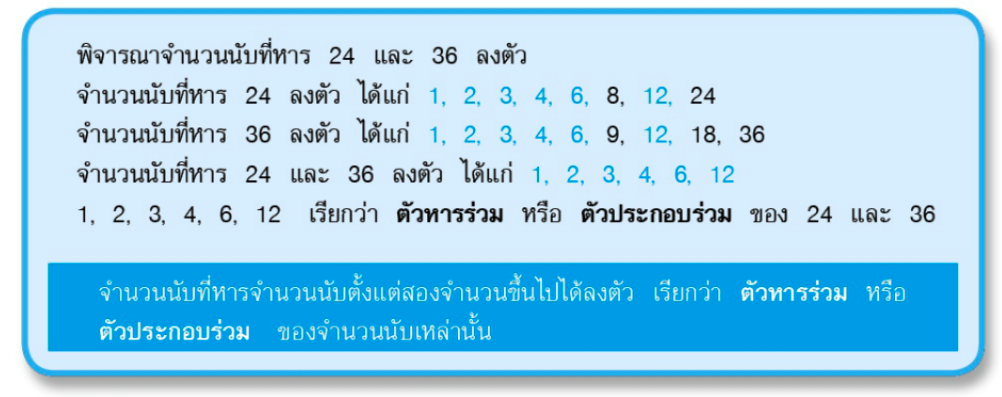 พิจารณาจำนวนนับที่หาร 24 และ 36 ลงตัว
จำนวนนับที่หาร 24 ลงตัว ได้แก่ 1, 2, 3, 4, 6, 8, 12, 24
จำนวนนับที่หาร 36 ลงตัว ได้แก่ 1, 2, 3, 4, 6, 9, 12, 18, 36
จำนวนนับที่หาร 24 และ 36 ลงตัว ได้แก่ 1, 2, 3, 4, 6, 12
1, 2, 3, 4, 6, 12 เรียกว่า ตัวหารร่วม หรือ ตัวประกอบร่วม ของ 24 และ 36
จำนวนนับที่หารจำนวนนับตั้งแต่สองจำนวนขึ้นไปได้ลงตัว เรียกว่า ตัวหารร่วม หรือ
ตัวประกอบร่วม ของจำนวนนับเหล่านั้น